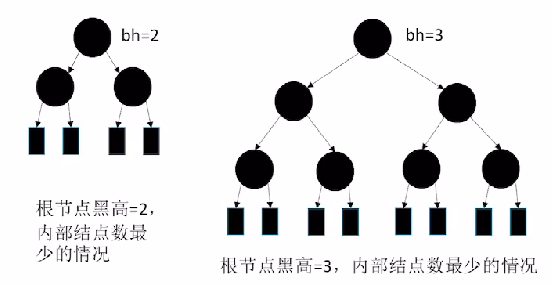 bh=2
bh=3
根节点黑高=2，
内部结点数最
少的情况
根节点黑高=3，内部结点数最少的情况